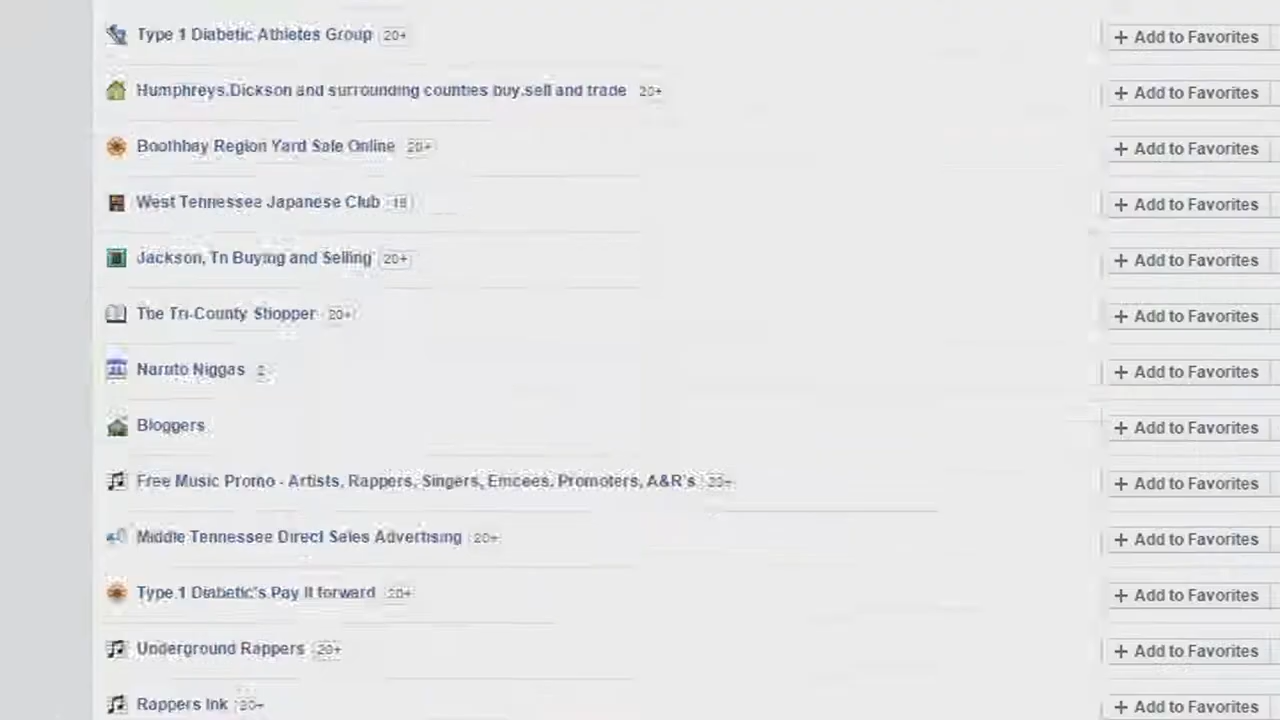 Type 1 Diabetic Athletes Group 20+ + Add to Favorites
Humphreys,Dickson and surrounding counties buy,sell and trade 20+ + Add to Favorites
Boothbay Region Yard Sale Online 20+ + Add to Favorites
West Tennessee Japanese Club 18 + Add to Favorites
Jackson, Tn Buying and Selling 20+ + Add to Favorites
The Tri-County Shopper 20+ + Add to Favorites
Naruto Niggas 2 + Add to Favorites
Bloggers + Add to Favorites
Free Music Promo - Artists, Rappers, Singers, Emcees, Promoters, A&R's 20+ + Add to Favorites
Middle Tennessee Direct Sales Advertising 20+ + Add to Favorites
Type 1 Diabetic's Pay It forward 20+ + Add to Favorites
Underground Rappers 20+ + Add to Favorites
Rappers Ink 20+ + Add to Favorites